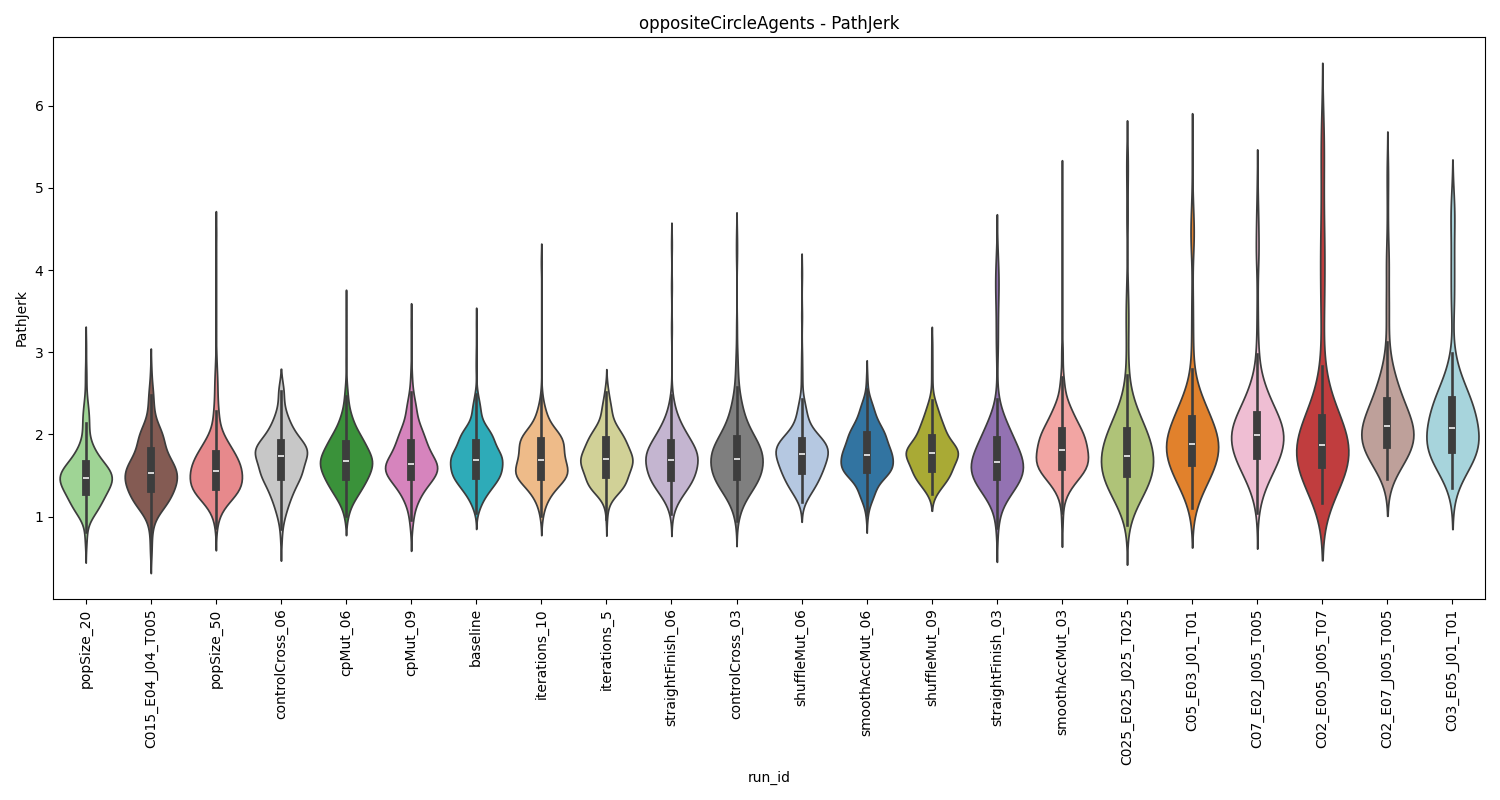 oppositeCircleAgents - PathJerk
PathJerk
6
5
4
3
2
1
popSize_20
C015_E04_J04_T005
popSize_50
controlCross_06
cpMut_06
cpMut_09
baseline
iterations_10
iterations_5
straightFinish_06
controlCross_03
shuffleMut_06
smoothAccMut_06
shuffleMut_09
straightFinish_03
smoothAccMut_03
C025_E025_J025_T025
C05_E03_J01_T01
C07_E02_J005_T005
C02_E005_J005_T07
C02_E07_J005_T005
C03_E05_J01_T01
run_id